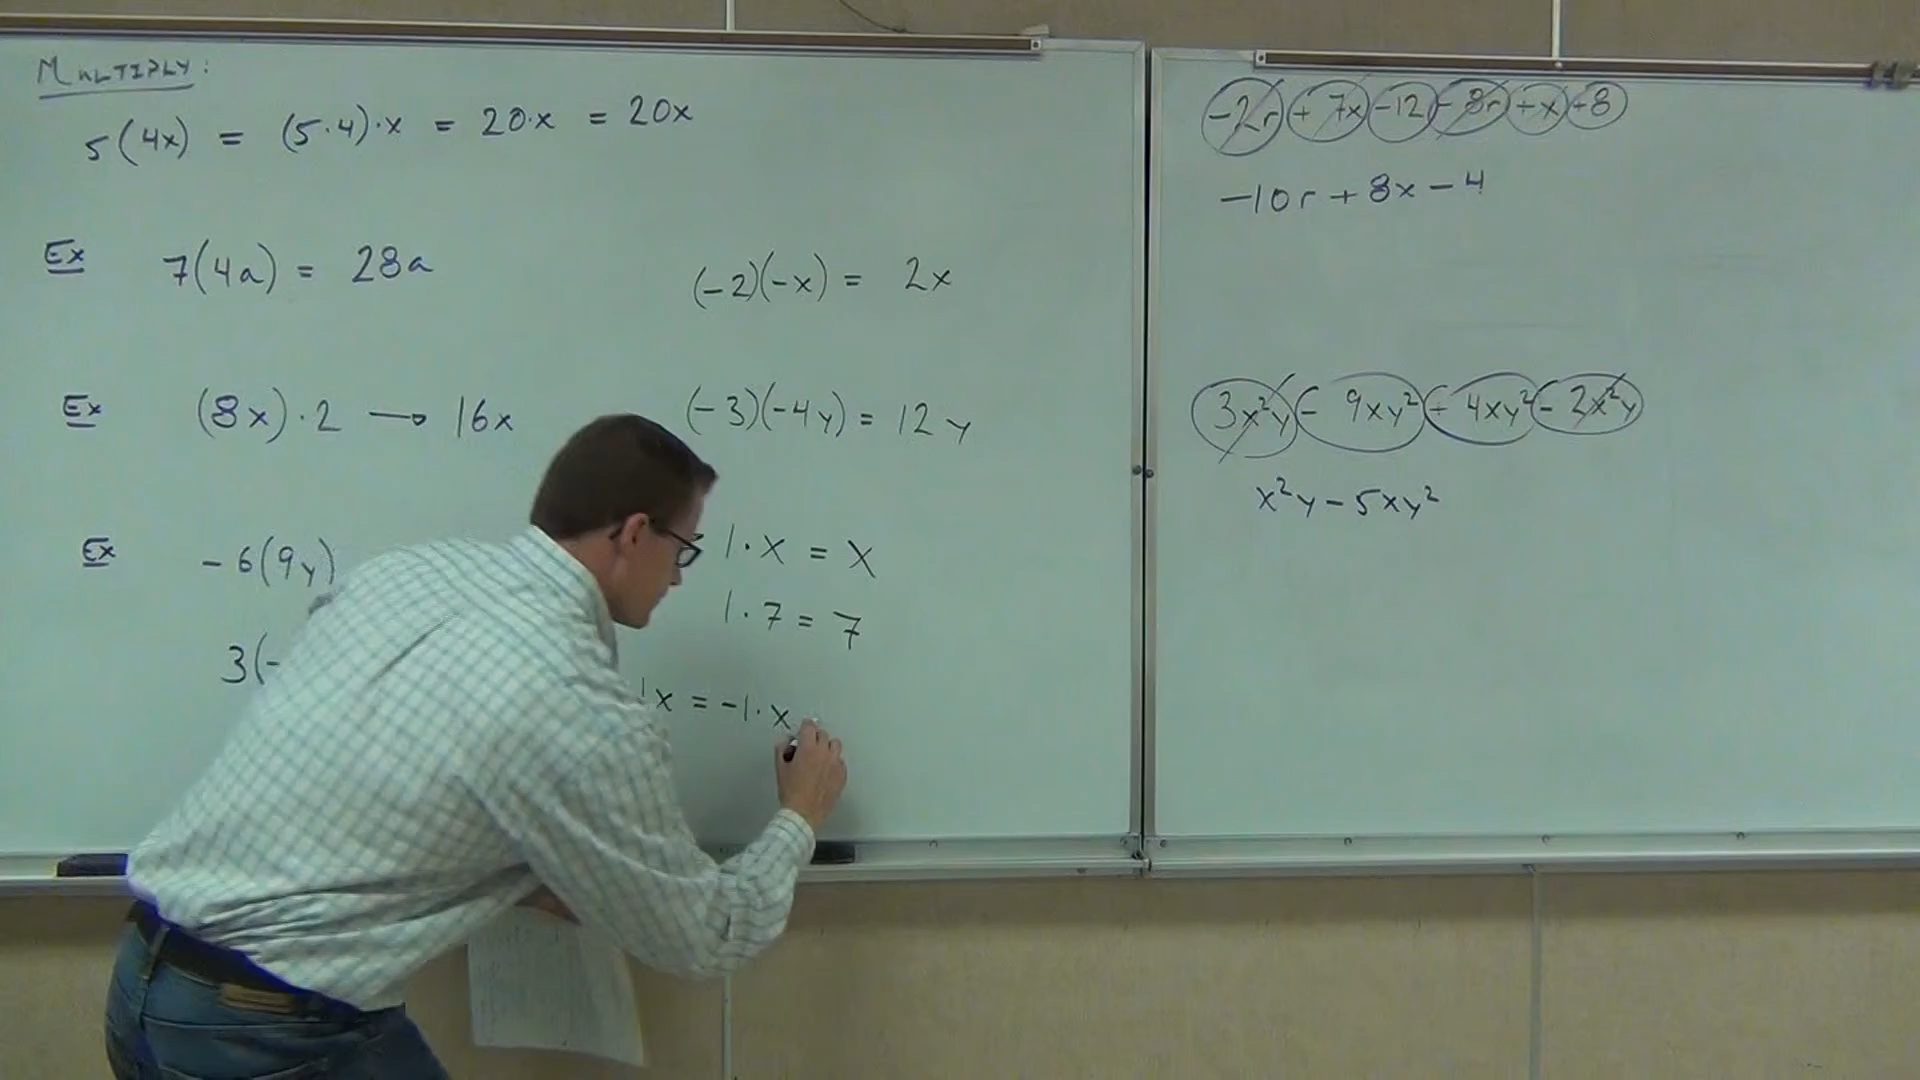 MULTIPLY:
5(4x) = (5·4)·x = 20·x = 20x
Ex 7(4a) = 28a
(-2)(-x) = 2x
Ex (8x)·2 → 16x
(-3)(-4y) = 12y
Ex -6(9y)
3(-
1·x = x
1·7 = 7
1x = -1·x
-2r + 7x -12 - 8r + x +8
-10r + 8x - 4
3x²y - 9xy² + 4xy² - 2x²y
x²y - 5xy²